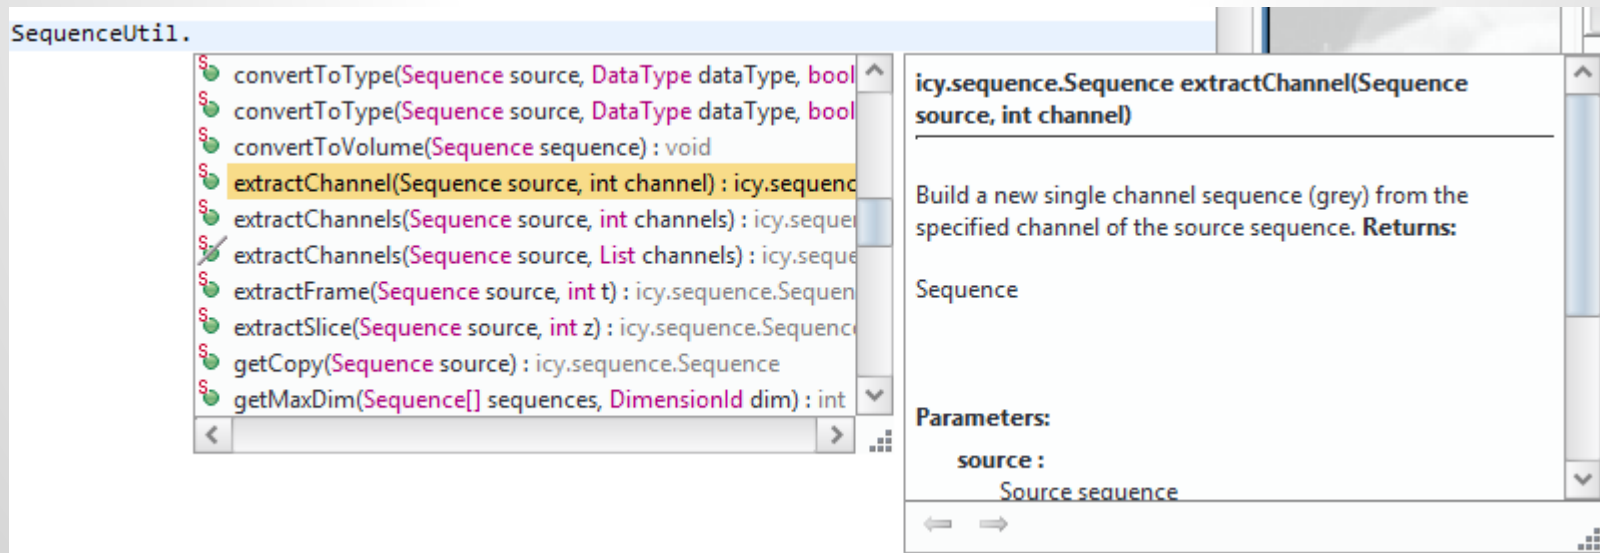 SequenceUtil.
convertToType(Sequence source, DataType dataType, bool
convertToType(Sequence source, DataType dataType, bool
convertToVolume(Sequence sequence) : void
extractChannel(Sequence source, int channel) : icy.sequenc
extractChannels(Sequence source, int channels) : icy.sequer
extractChannels(Sequence source, List channels) : icy.seque
extractFrame(Sequence source, int t) : icy.sequence.Sequen
extractSlice(Sequence source, int z) : icy.sequence.Sequence
getCopy(Sequence source) : icy.sequence.Sequence
getMaxDim(Sequence[] sequences, DimensionId dim) : int
icy.sequence.Sequence extractChannel(Sequence
source, int channel)
Build a new single channel sequence (grey) from the
specified channel of the source sequence. Returns:
Sequence
Parameters:
source :
Source sequence